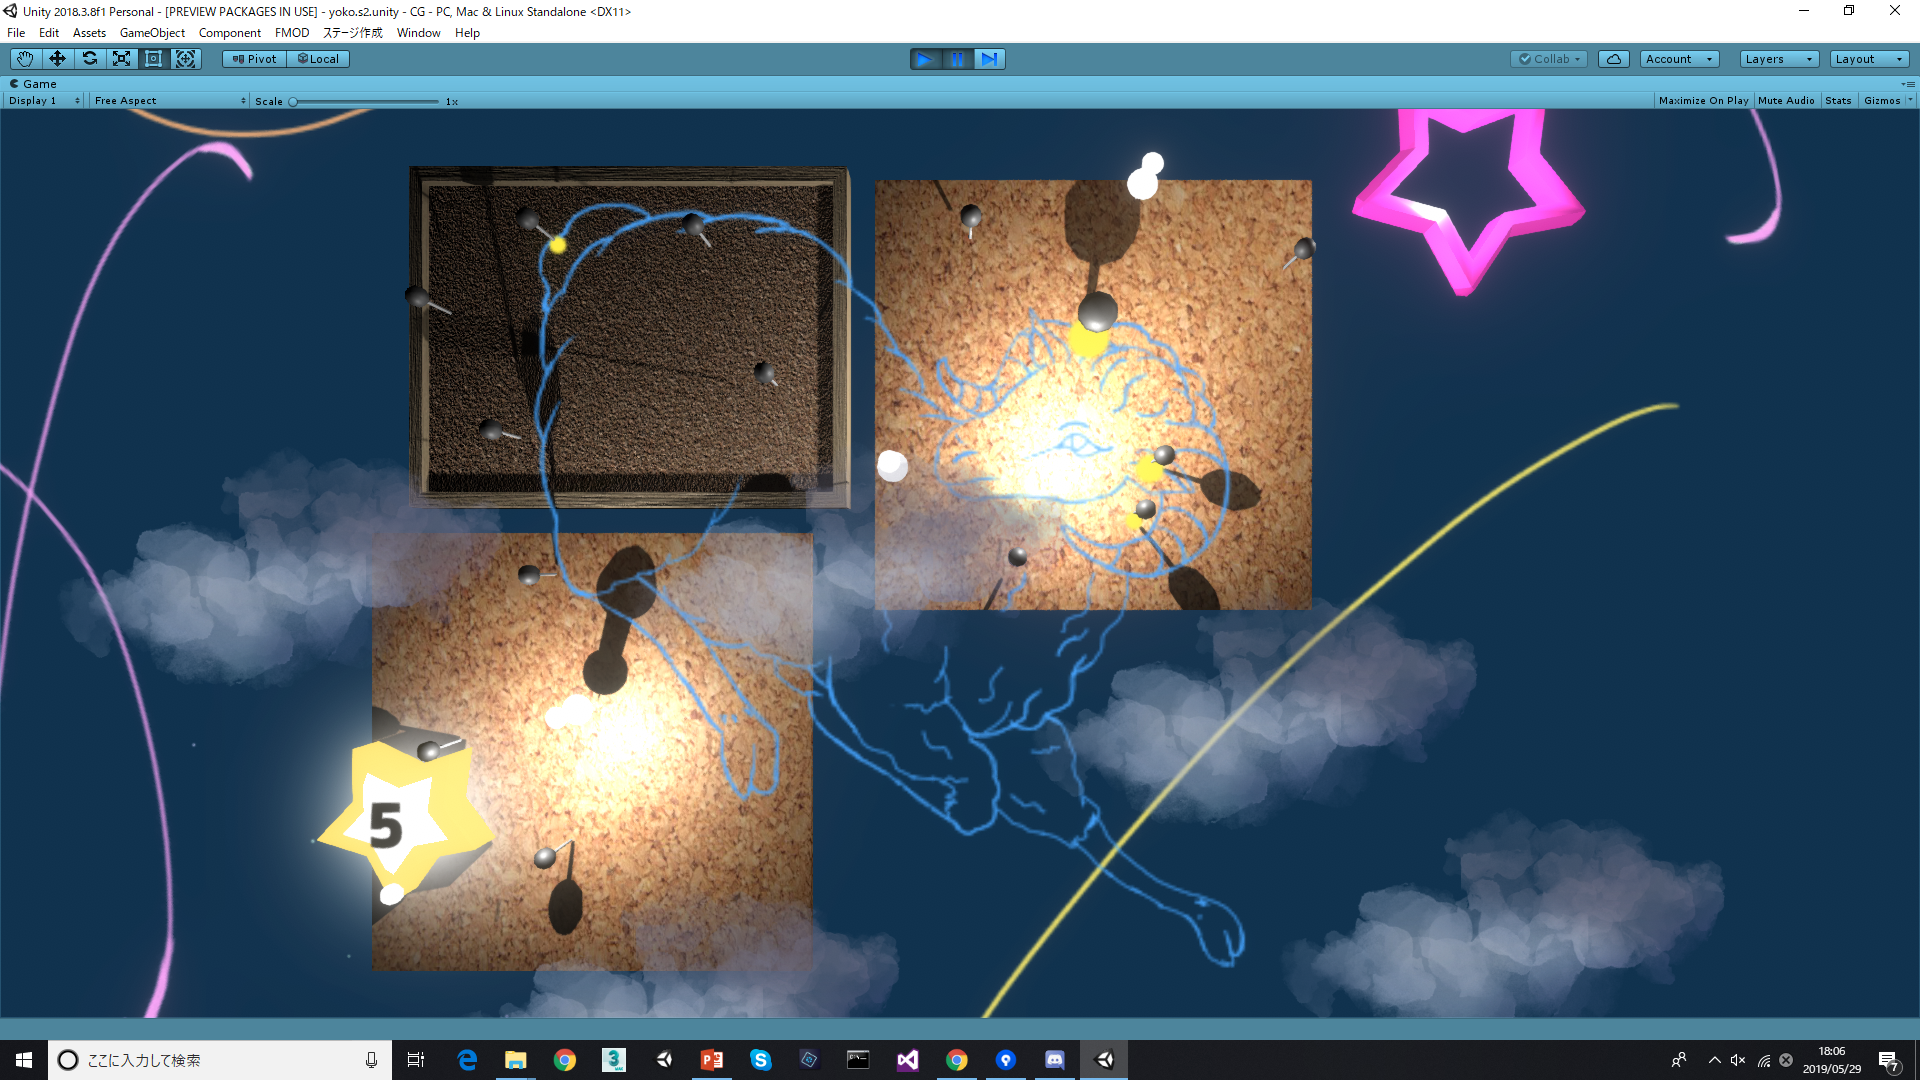 Unity 2018.3.8f1 Personal - [PREVIEW PACKAGES IN USE] - yoko.s2.unity - CG - PC, Mac & Linux Standalone <DX11>
File Edit Assets GameObject Component FMOD ステージ作成 Window Help
Pivot Local Collab Account Layers Layout
Game
Display 1 Free Aspect Scale 1x Maximize On Play Mute Audio Stats Gizmos
5
ここに入力して検索
18:06
2019/05/29
7